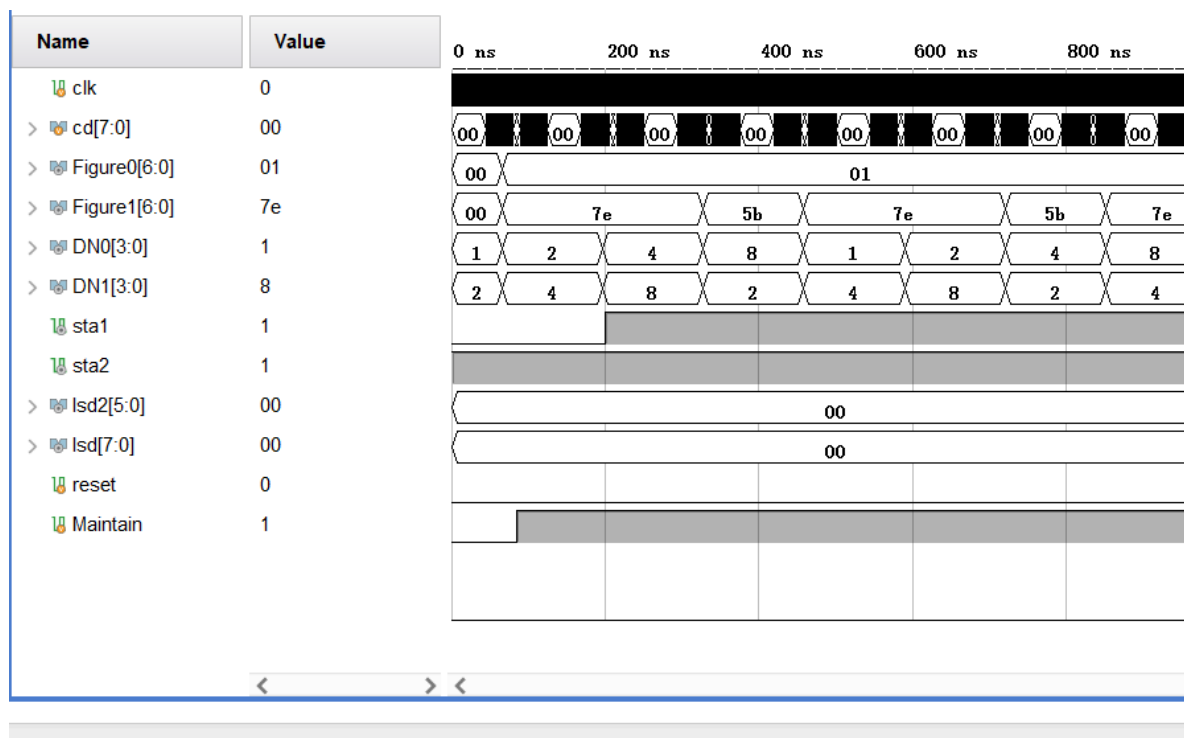 Name Value 0 ns 200 ns 400 ns 600 ns 800 ns
clk 0
cd[7:0] 00 00 00 00 00 00 00 00 00
Figure0[6:0] 01 00 01
Figure1[6:0] 7e 00 7e 5b 7e 5b 7e
DN0[3:0] 1 1 2 4 8 1 2 4 8
DN1[3:0] 8 2 4 8 2 4 8 2 4
sta1 1
sta2 1
lsd2[5:0] 00 00
lsd[7:0] 00 00
reset 0
Maintain 1